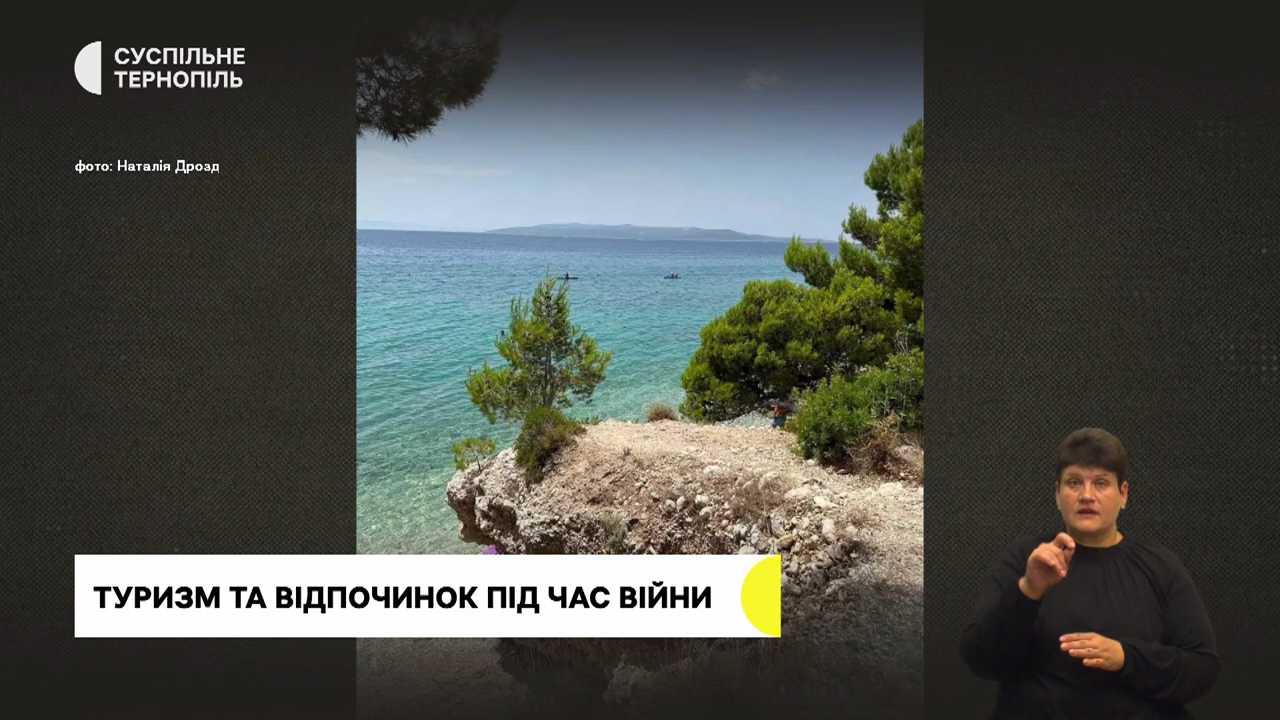 СУСПІЛЬНЕ
ТЕРНОПІЛЬ
фото: Наталія Дрозд
ТУРИЗМ ТА ВІДПОЧИНОК ПІД ЧАС ВІЙНИ